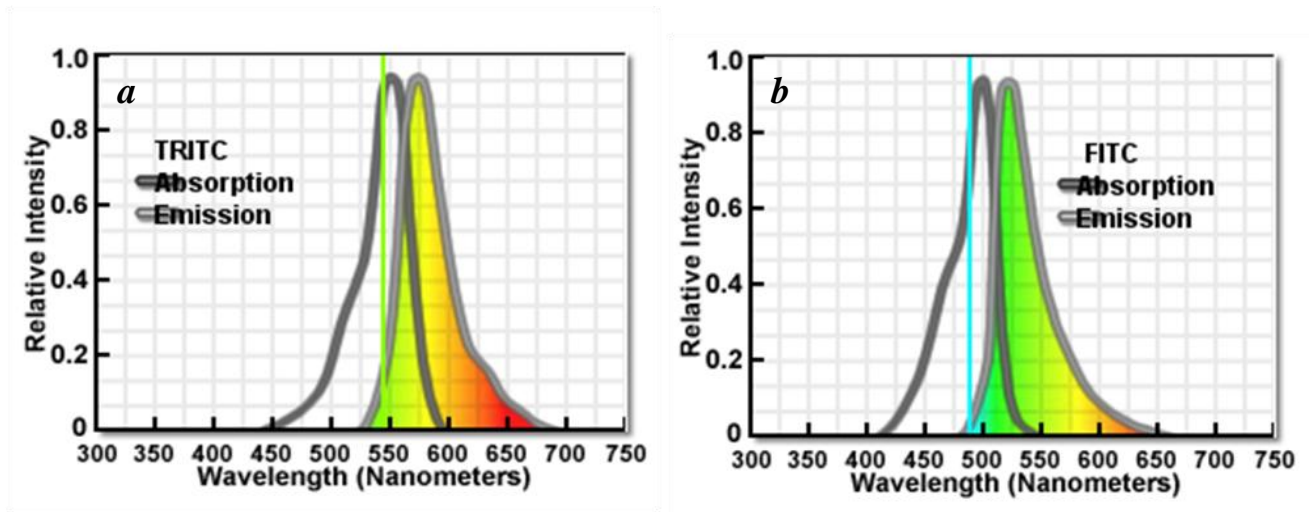 a
TRITC
Absorption
Emission
1.0
0.8
0.6
0.4
0.2
0
Relative Intensity
300 350 400 450 500 550 600 650 700 750
Wavelength (Nanometers)
b
FITC
Absorption
Emission
1.0
0.8
0.6
0.4
0.2
0
Relative Intensity
300 350 400 450 500 550 600 650 700 750
Wavelength (Nanometers)